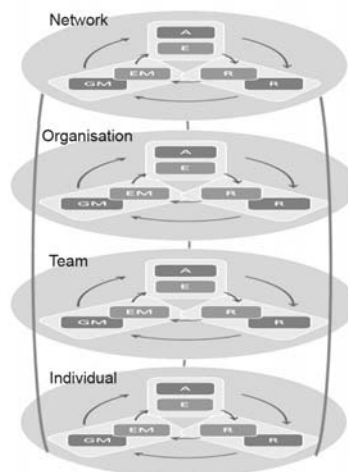 Network
A
E
EM R
GM R
Organisation
A
E
EM R
GM R
Team
A
E
EM R
GM R
Individual
A
E
EM R
GM R